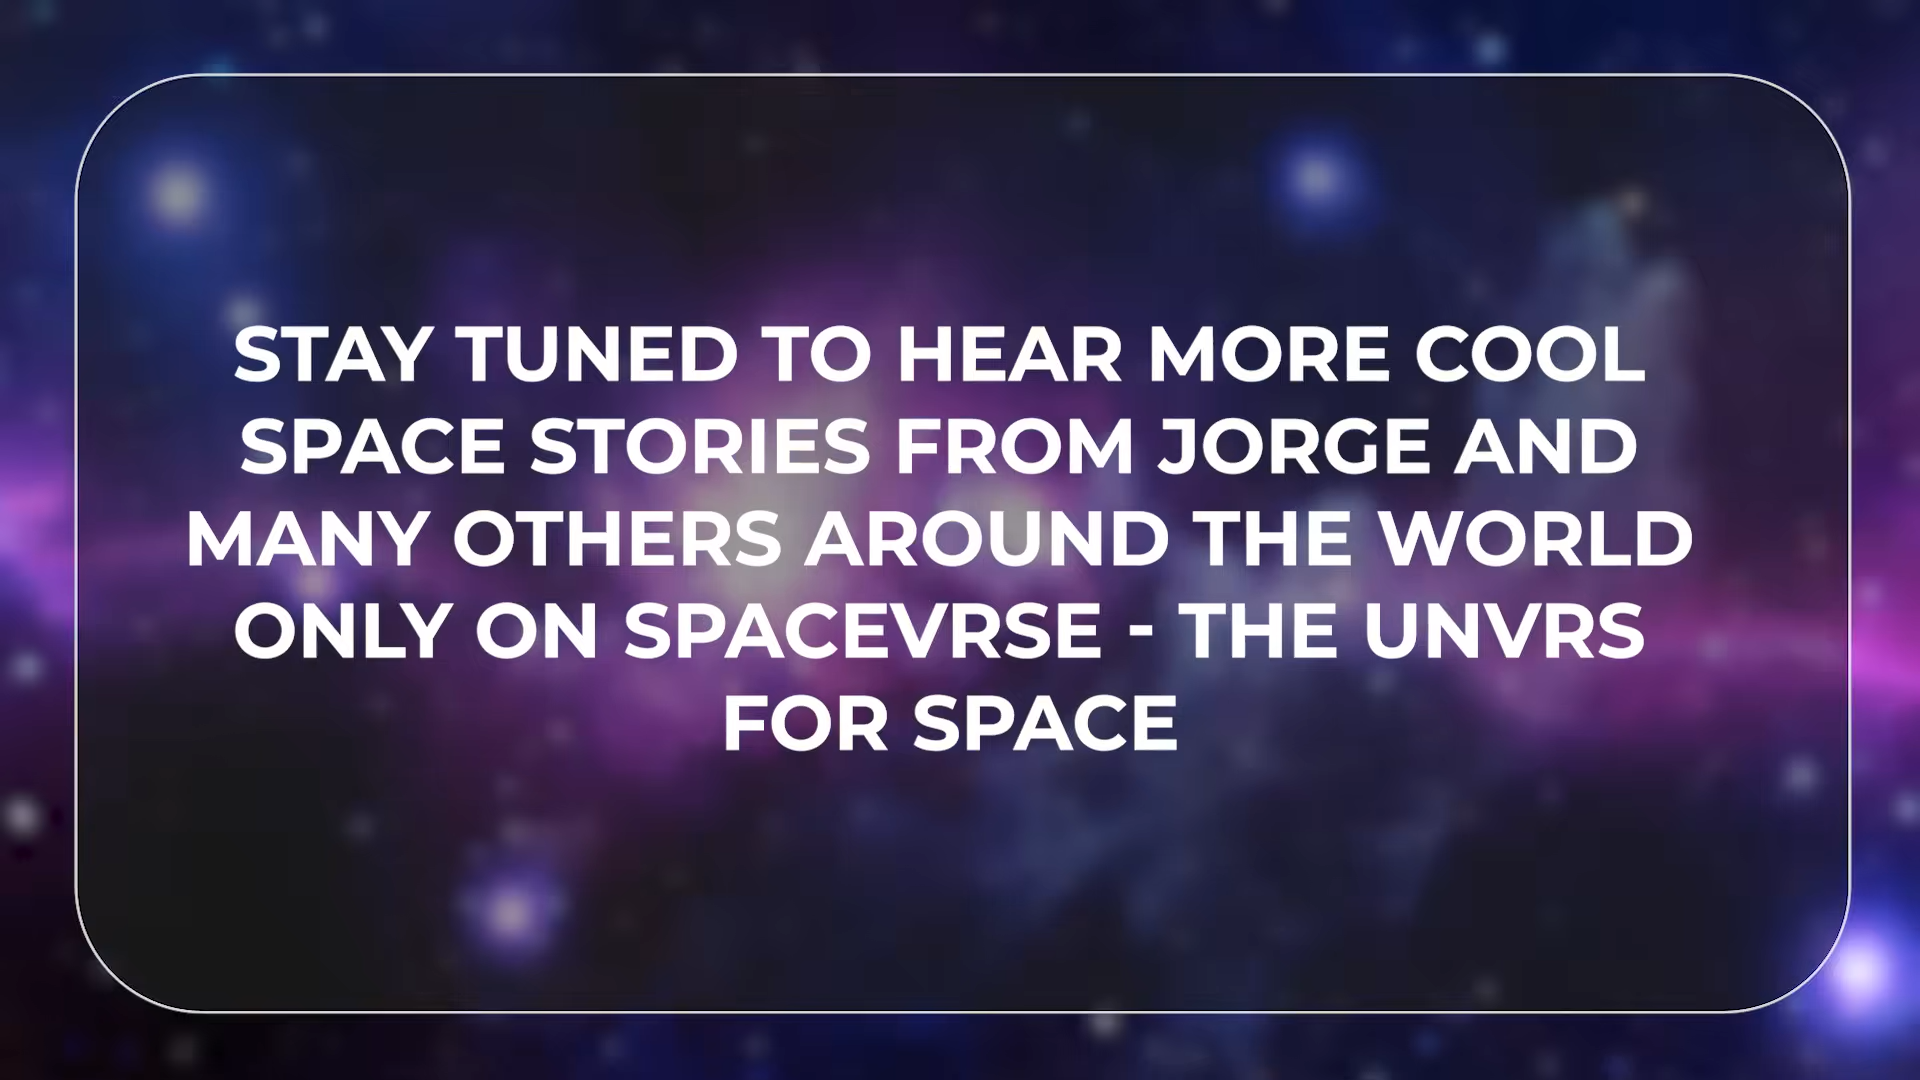 STAY TUNED TO HEAR MORE COOL
SPACE STORIES FROM JORGE AND
MANY OTHERS AROUND THE WORLD
ONLY ON SPACEVRSE - THE UNVRS
FOR SPACE